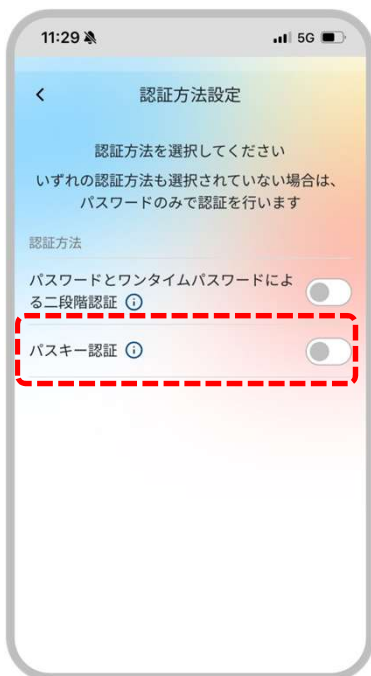 11:29
5G
認証方法設定
認証方法を選択してください
いずれの認証方法も選択されていない場合は、
パスワードのみで認証を行います
認証方法
パスワードとワンタイムパスワードによ
る二段階認証
パスキー認証